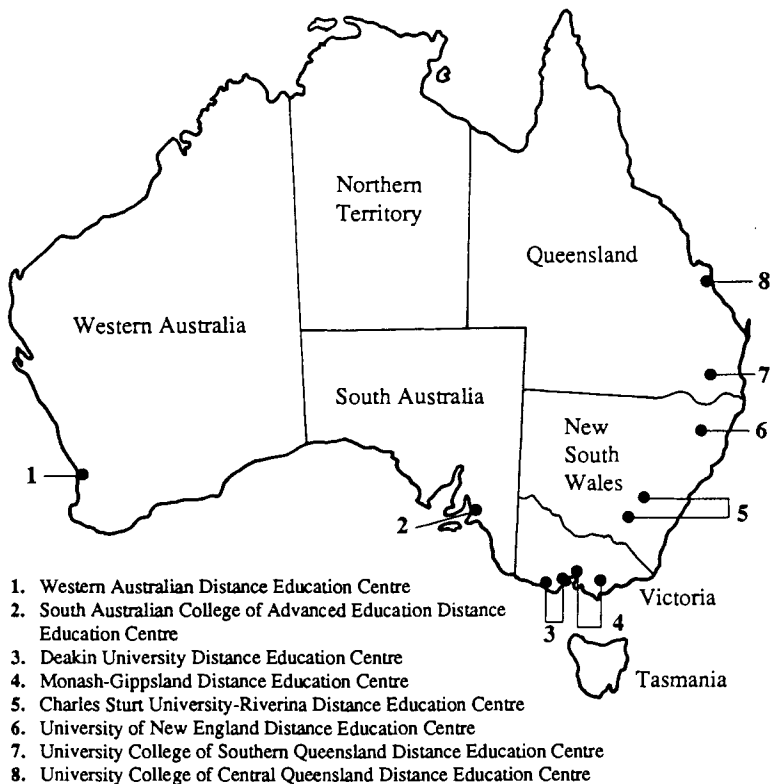 Northern
Territory
Queensland
8
Western Australia
7
South Australia
New
South
Wales
6
1
2
5
Victoria
3
4
Tasmania
1. Western Australian Distance Education Centre
2. South Australian College of Advanced Education Distance
Education Centre
3. Deakin University Distance Education Centre
4. Monash-Gippsland Distance Education Centre
5. Charles Sturt University-Riverina Distance Education Centre
6. University of New England Distance Education Centre
7. University College of Southern Queensland Distance Education Centre
8. University College of Central Queensland Distance Education Centre